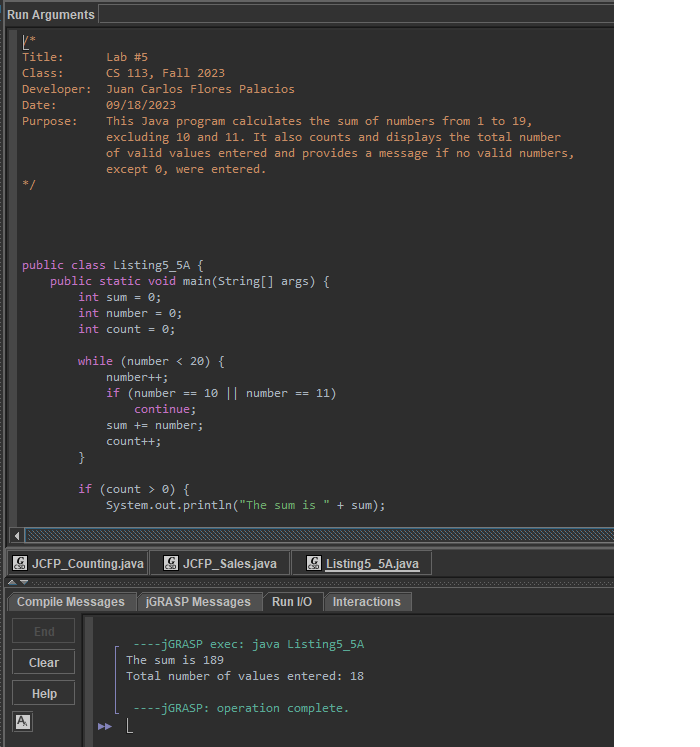 Run Arguments
/*
Title:      Lab #5
Class:      CS 113, Fall 2023
Developer:  Juan Carlos Flores Palacios
Date:       09/18/2023
Purpose:    This Java program calculates the sum of numbers from 1 to 19,
            excluding 10 and 11. It also counts and displays the total number
            of valid values entered and provides a message if no valid numbers,
            except 0, were entered.
*/
public class Listing5_5A {
    public static void main(String[] args) {
        int sum = 0;
        int number = 0;
        int count = 0;
        while (number < 20) {
            number++;
            if (number == 10 || number == 11)
                continue;
            sum += number;
            count++;
        }
        if (count > 0) {
            System.out.println("The sum is " + sum);
JCFP_Counting.java JCFP_Sales.java Listing5_5A.java
Compile Messages jGRASP Messages Run I/O Interactions
End
Clear
Help
----jGRASP exec: java Listing5_5A
The sum is 189
Total number of values entered: 18
----jGRASP: operation complete.